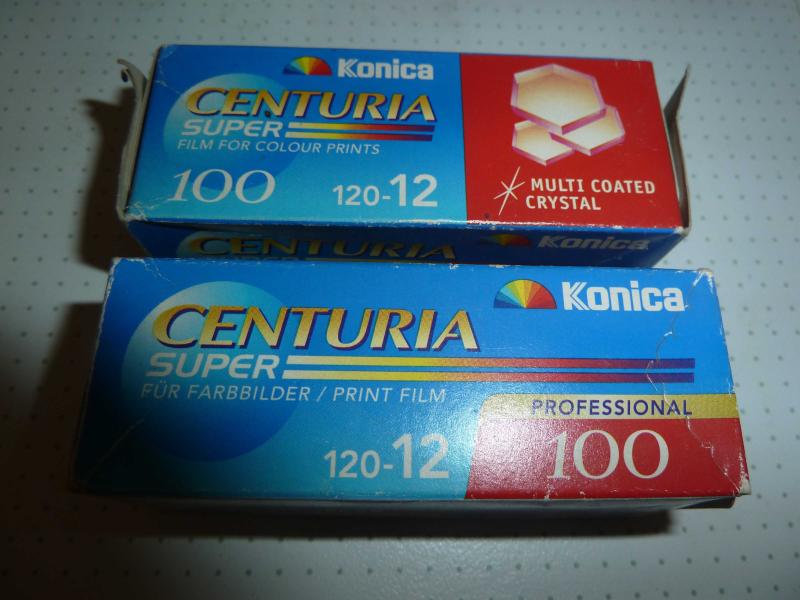 Konica
CENTURIA
SUPER
FILM FOR COLOUR PRINTS
100
120-12
MULTI COATED
CRYSTAL
CENTURIA
Konica
Konica
CENTURIA
SUPER
FÜR FARBBILDER / PRINT FILM
PROFESSIONAL
120-12
100